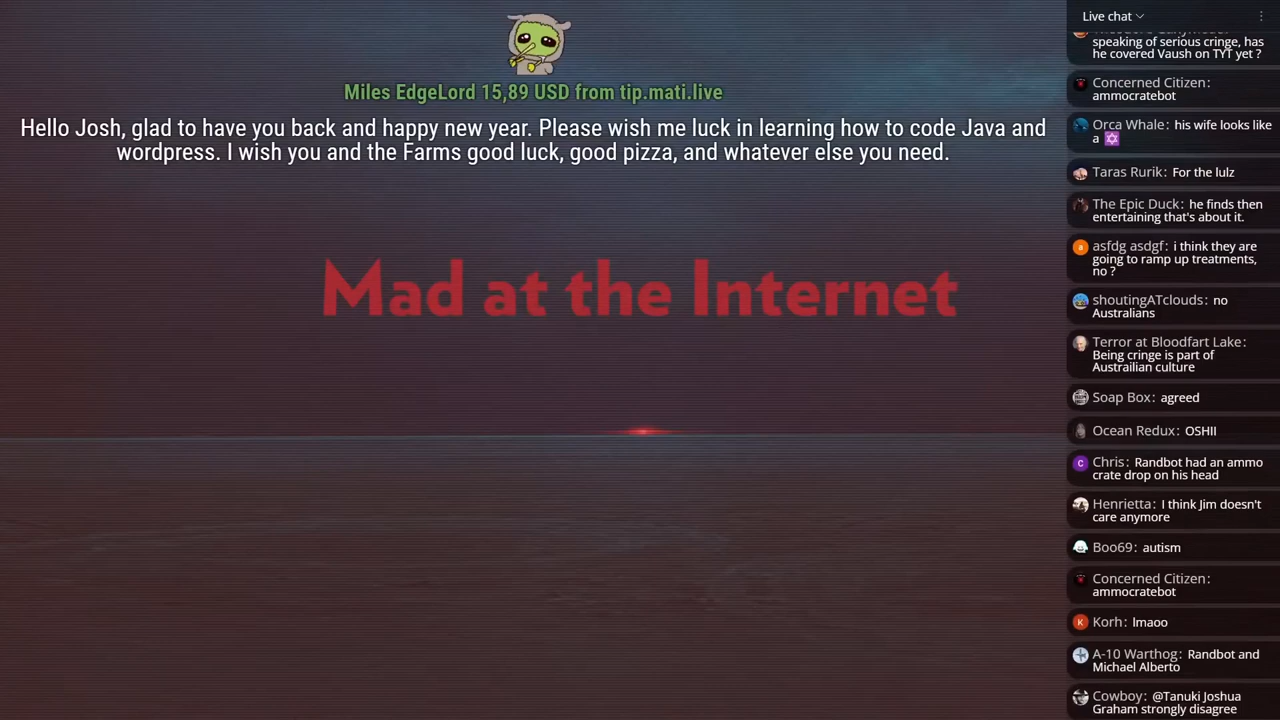 Live chat
speaking of serious cringe, has
he covered Vaush on TYT yet ?
Concerned Citizen:
ammocratebot
Orca Whale: his wife looks like
a ✡
Taras Rurik: For the lulz
The Epic Duck: he finds then
entertaining that's about it.
asfdg asdgf: i think they are
going to ramp up treatments,
no ?
shoutingATclouds: no
Australians
Terror at Bloodfart Lake:
Being cringe is part of
Austrailian culture
Soap Box: agreed
Ocean Redux: OSHII
Chris: Randbot had an ammo
crate drop on his head
Henrietta: I think Jim doesn't
care anymore
Boo69: autism
Concerned Citizen:
ammocratebot
Korh: lmaoo
A-10 Warthog: Randbot and
Michael Alberto
Cowboy: @Tanuki Joshua
Graham strongly disagree
Miles EdgeLord 15,89 USD from tip.mati.live
Hello Josh, glad to have you back and happy new year. Please wish me luck in learning how to code Java and
wordpress. I wish you and the Farms good luck, good pizza, and whatever else you need.
Mad at the Internet